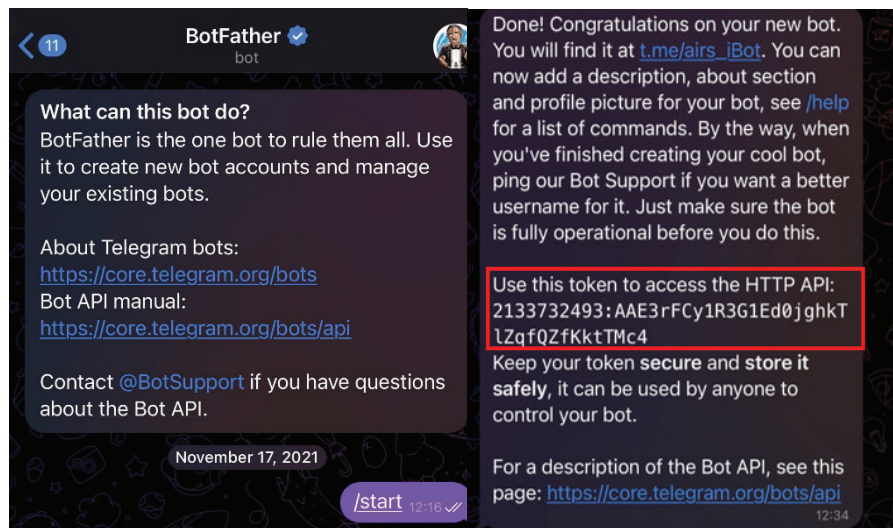 11
BotFather
bot
What can this bot do?
BotFather is the one bot to rule them all. Use
it to create new bot accounts and manage
your existing bots.
About Telegram bots:
https://core.telegram.org/bots
Bot API manual:
https://core.telegram.org/bots/api
Contact @BotSupport if you have questions
about the Bot API.
November 17, 2021
/start 12:16
Done! Congratulations on your new bot.
You will find it at t.me/airs_iBot. You can
now add a description, about section
and profile picture for your bot, see /help
for a list of commands. By the way, when
you've finished creating your cool bot,
ping our Bot Support if you want a better
username for it. Just make sure the bot
is fully operational before you do this.
Use this token to access the HTTP API:
2133732493:AAE3rFCy1R3G1Ed0jghkT
lZqfQZfKktTMc4
Keep your token secure and store it
safely, it can be used by anyone to
control your bot.
For a description of the Bot API, see this
page: https://core.telegram.org/bots/api
12:34